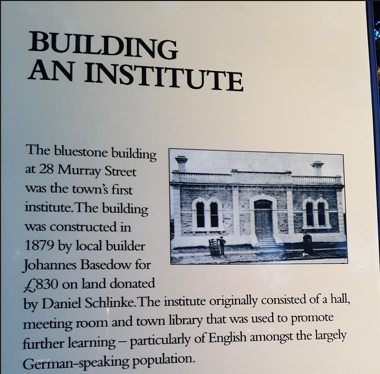 BUILDING
AN INSTITUTE
The bluestone building
at 28 Murray Street
was the town's first
institute.The building
was constructed in
1879 by local builder
Johannes Basedow for
£830 on land donated
by Daniel Schlinke.The institute originally consisted of a hall,
meeting room and town library that was used to promote
further learning – particularly of English amongst the largely
German-speaking population.